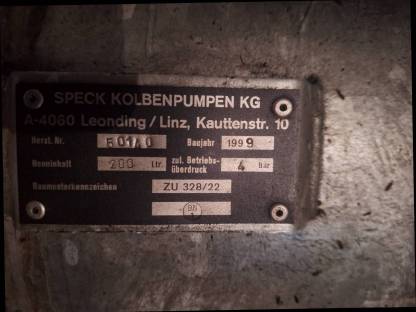 SPECK KOLBENPUMPEN KG
A-4060 Leonding/Linz, Kauttenstr. 10
Herst. Nr. Baujahr 1999
Nenninhalt 200 Ltr. zul. Betriebs-
überdruck 4 bar
Baumusterkennzeichen ZU 328/22